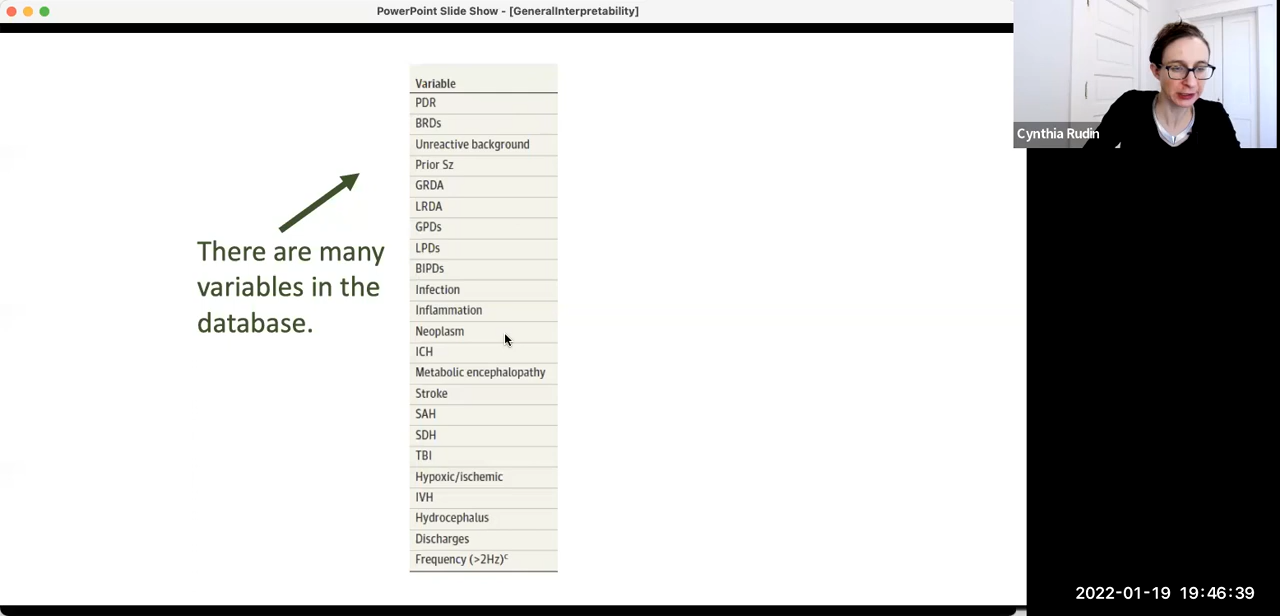 PowerPoint Slide Show - [GeneralInterpretability]
Cynthia Rudin
There are many
variables in the
database.
Variable
PDR
BRDs
Unreactive background
Prior Sz
GRDA
LRDA
GPDs
LPDs
BIPDs
Infection
Inflammation
Neoplasm
ICH
Metabolic encephalopathy
Stroke
SAH
SDH
TBI
Hypoxic/ischemic
IVH
Hydrocephalus
Discharges
Frequency (>2Hz)ᶜ
2022-01-19 19:46:39